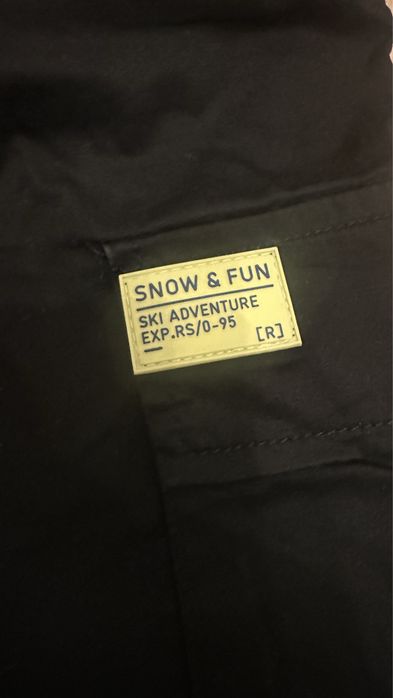 SNOW & FUN
SKI ADVENTURE
EXP.RS/0-95
[R]